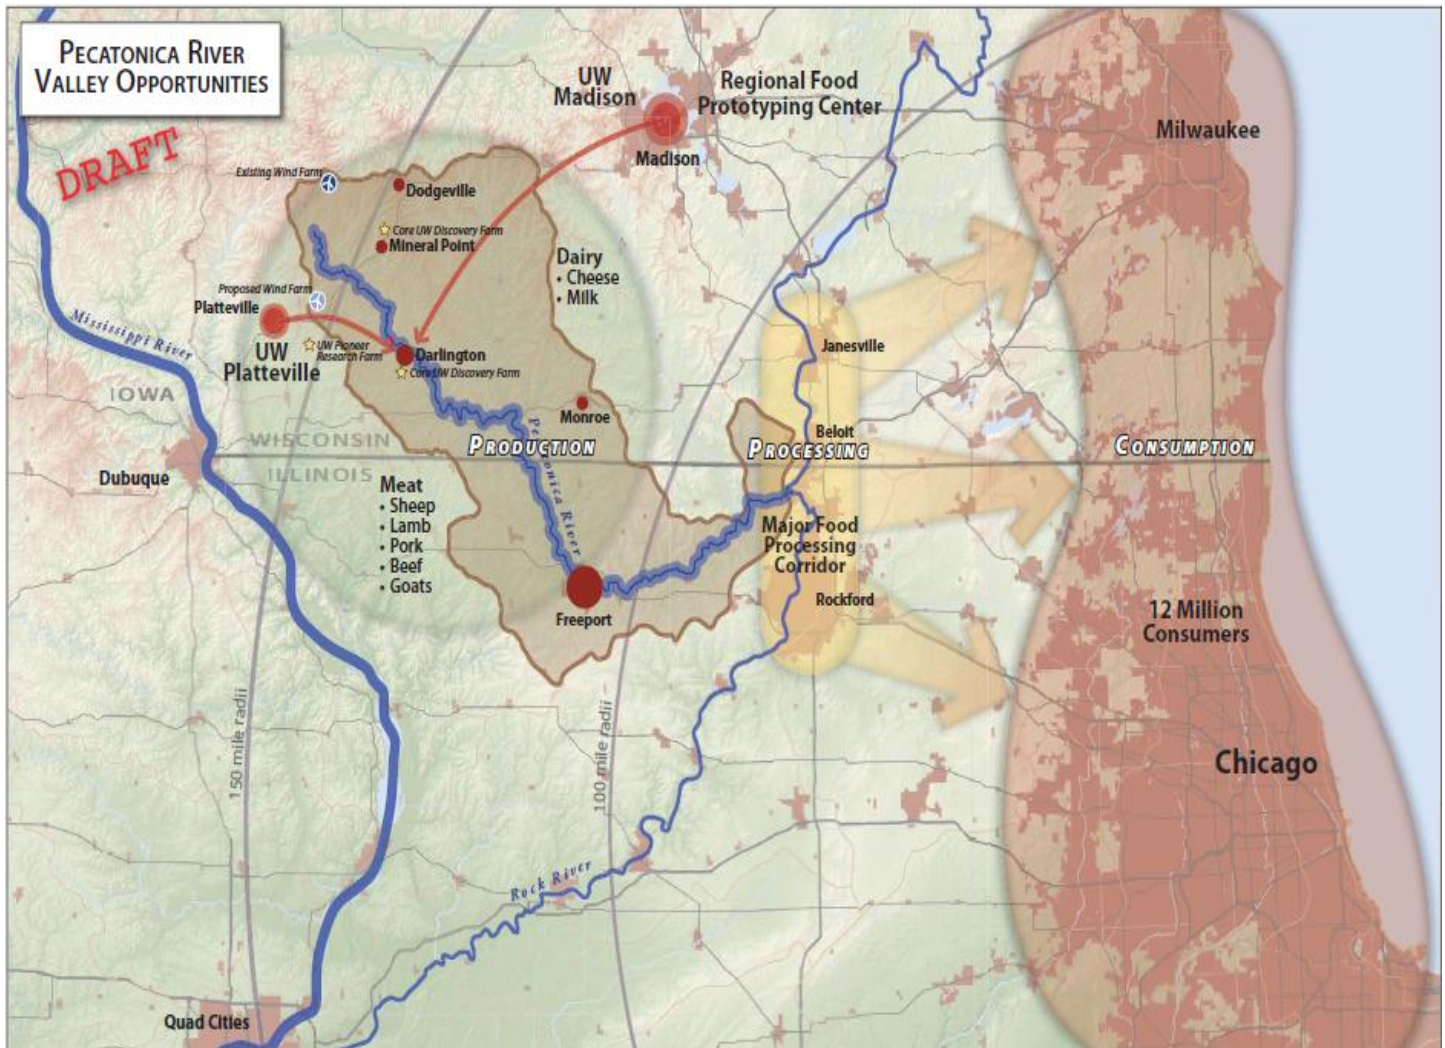 PECATONICA RIVER
VALLEY OPPORTUNITIES
DRAFT
UW
Madison
Regional Food
Prototyping Center
Madison
Milwaukee
Existing Wind Farm
Dodgeville
Core UW Discovery Farm
Mineral Point
Dairy
• Cheese
• Milk
Proposed Wind Farm
Platteville
UW
Platteville
UW Pioneer
Research Farm
Darlington
Core UW Discovery Farm
Mississippi River
Janesville
IOWA
Monroe
Beloit
WISCONSIN
PRODUCTION
PROCESSING
CONSUMPTION
ILLINOIS
Dubuque
Pecatonica River
Meat
• Sheep
• Lamb
• Pork
• Beef
• Goats
Major Food
Processing
Corridor
Rockford
Freeport
12 Million
Consumers
150 mile radii
100 mile radii
Chicago
Rock River
Quad Cities